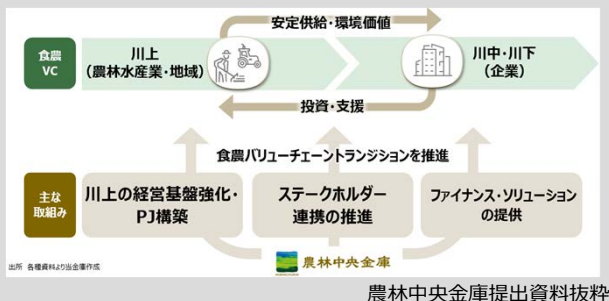 安定供給・環境価値
食農
VC
川上
(農林水産業・地域)
川中・川下
(企業)
投資・支援
食農バリューチェーントランジションを推進
主な
取組み
川上の経営基盤強化・
PJ構築
ステークホルダー
連携の推進
ファイナンス・ソリューション
の提供
農林中央金庫
出所 各種資料より当金庫作成
農林中央金庫提出資料抜粋